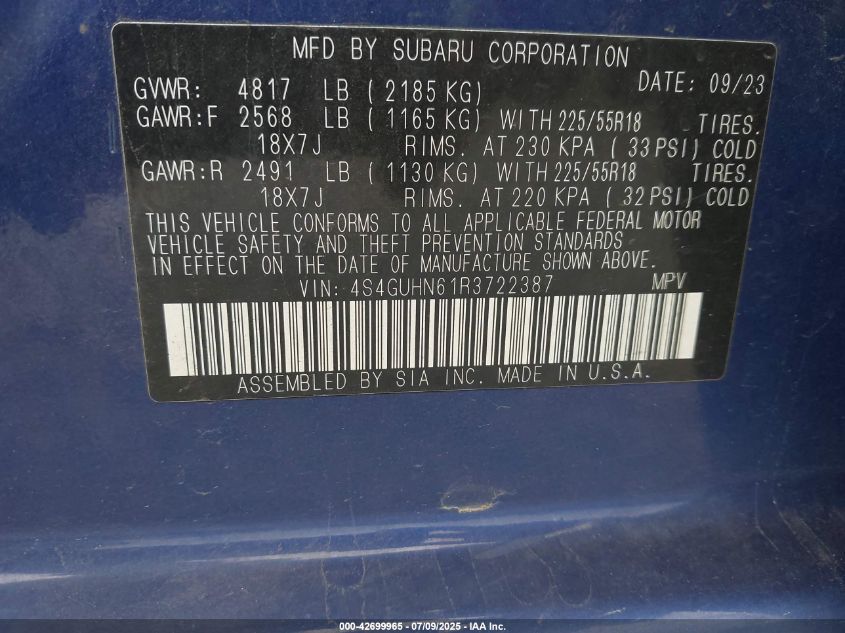 MFD BY SUBARU CORPORATION
GVWR: 4817 LB ( 2185 KG) DATE: 09/23
GAWR:F 2568 LB ( 1165 KG) WITH 225/55R18 TIRES.
18X7J RIMS. AT 230 KPA ( 33 PSI) COLD
GAWR:R 2491 LB ( 1130 KG) WITH 225/55R18 TIRES.
18X7J RIMS. AT 220 KPA ( 32 PSI) COLD
THIS VEHICLE CONFORMS TO ALL APPLICABLE FEDERAL MOTOR
VEHICLE SAFETY AND THEFT PREVENTION STANDARDS
IN EFFECT ON THE DATE OF MANUFACTURE SHOWN ABOVE.
VIN: 4S4GUHN61R3722387 MPV
ASSEMBLED BY SIA INC. MADE IN U.S.A.
000-42699965 - 07/09/2025 - IAA Inc.